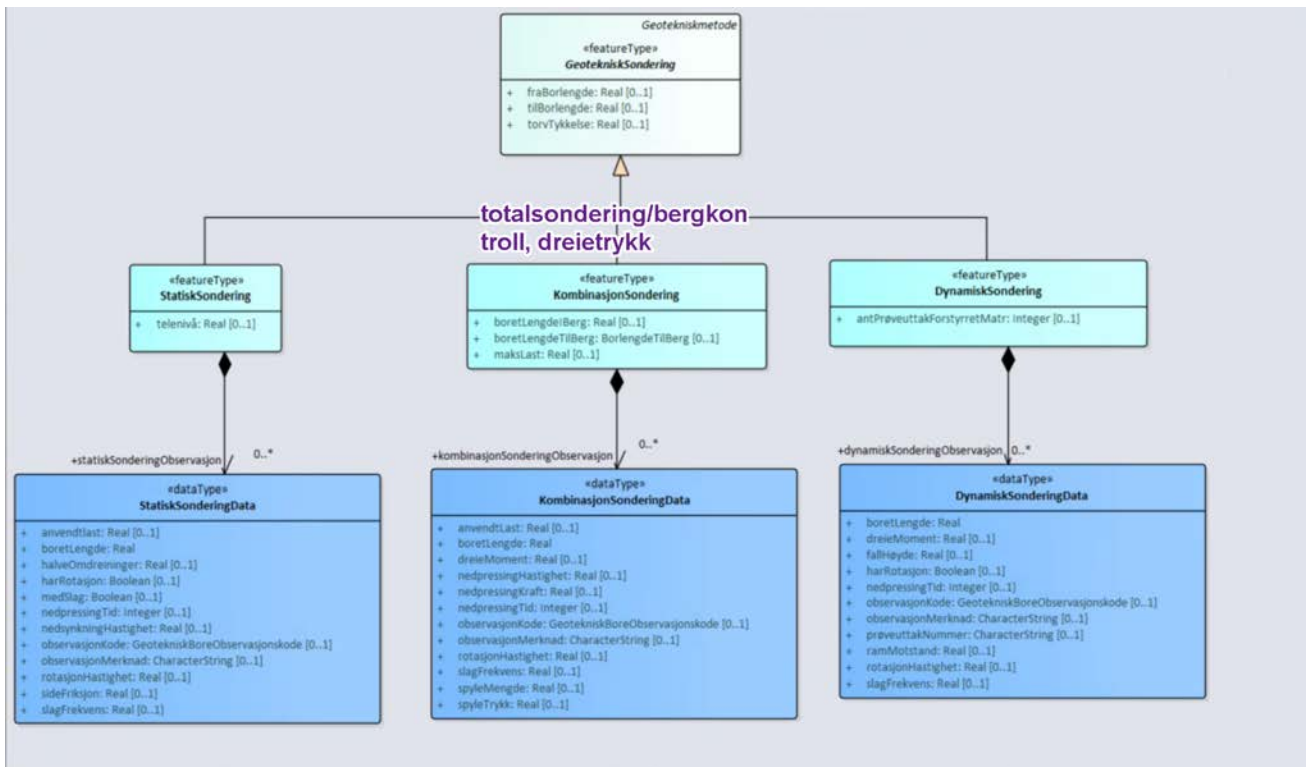 Geotekniskmetode
«featureType»
GeotekniskSondering
+ fraBorlengde: Real [0..1]
+ tilBorlengde: Real [0..1]
+ torvTykkelse: Real [0..1]
totalsondering/bergkon
troll, dreietrykk
«featureType»
StatiskSondering
+ telenivå: Real [0..1]
«featureType»
KombinasjonSondering
+ boretLengdeIBerg: Real [0..1]
+ boretLengdeTilBerg: BorlengdeTilBerg [0..1]
+ maksLast: Real [0..1]
«featureType»
DynamiskSondering
+ antPrøveuttakForstyrretMatr: Integer [0..1]
+statiskSonderingObservasjon
0..*
+kombinasjonSonderingObservasjon
0..*
+dynamiskSonderingObservasjon
0..*
«dataType»
StatiskSonderingData
+ anvendtlast: Real [0..1]
+ boretLengde: Real
+ halveOmdreininger: Real [0..1]
+ harRotasjon: Boolean [0..1]
+ medSlag: Boolean [0..1]
+ nedpressingTid: Integer [0..1]
+ nedsynkningHastighet: Real [0..1]
+ observasjonKode: GeotekniskBoreObservasjonskode [0..1]
+ observasjonMerknad: CharacterString [0..1]
+ rotasjonHastighet: Real [0..1]
+ sideFriksjon: Real [0..1]
+ slagFrekvens: Real [0..1]
«dataType»
KombinasjonSonderingData
+ anvendtLast: Real [0..1]
+ boretLengde: Real
+ dreieMoment: Real [0..1]
+ nedpressingHastighet: Real [0..1]
+ nedpressingKraft: Real [0..1]
+ nedpressingTid: Integer [0..1]
+ observasjonKode: GeotekniskBoreObservasjonskode [0..1]
+ observasjonMerknad: CharacterString [0..1]
+ rotasjonHastighet: Real [0..1]
+ slagFrekvens: Real [0..1]
+ spyleMengde: Real [0..1]
+ spyleTrykk: Real [0..1]
«dataType»
DynamiskSonderingData
+ boretLengde: Real
+ dreieMoment: Real [0..1]
+ fallHøyde: Real [0..1]
+ harRotasjon: Boolean [0..1]
+ nedpressingTid: Integer [0..1]
+ observasjonKode: GeotekniskBoreObservasjonskode [0..1]
+ observasjonMerknad: CharacterString [0..1]
+ prøveuttakNummer: CharacterString [0..1]
+ ramMotstand: Real [0..1]
+ rotasjonHastighet: Real [0..1]
+ slagFrekvens: Real [0..1]